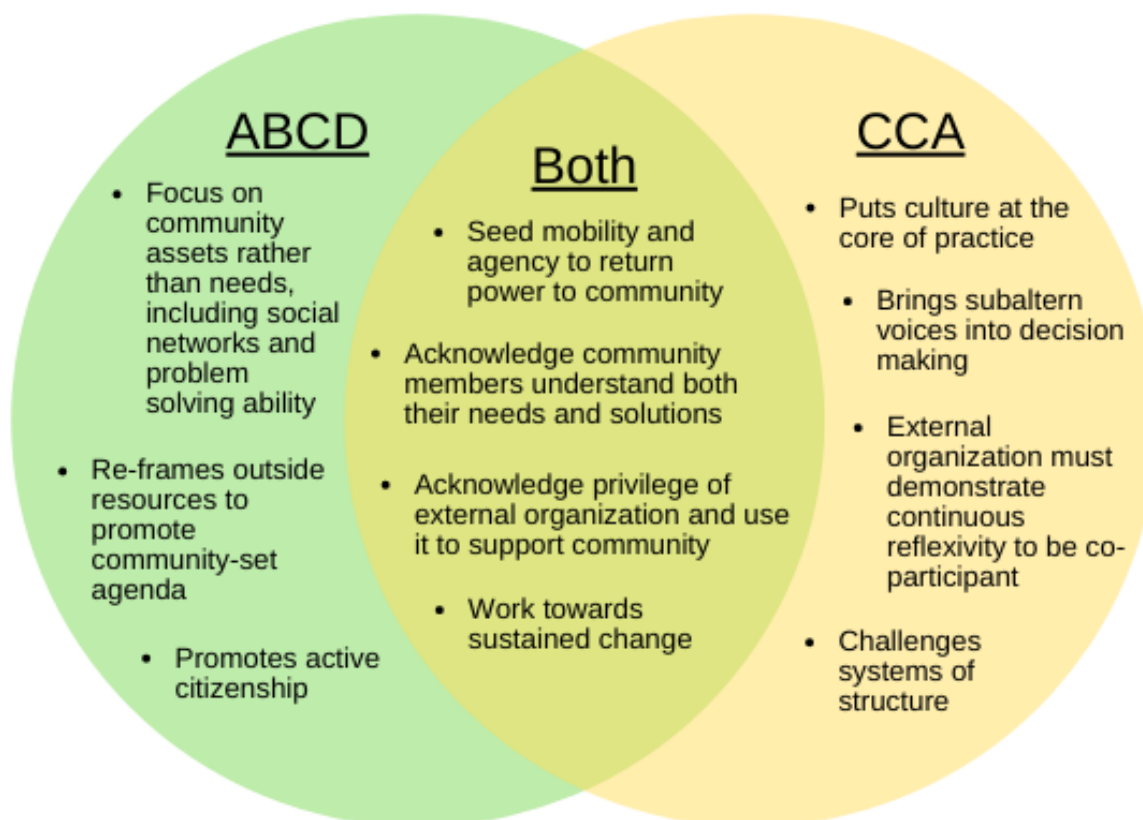 ABCD
• Focus on
community
assets rather
than needs,
including social
networks and
problem
solving ability
• Re-frames outside
resources to
promote
community-set
agenda
• Promotes active
citizenship
Both
• Seed mobility and
agency to return
power to community
• Acknowledge community
members understand both
their needs and solutions
• Acknowledge privilege of
external organization and use
it to support community
• Work towards
sustained change
CCA
• Puts culture at the
core of practice
• Brings subaltern
voices into decision
making
• External
organization must
demonstrate
continuous
reflexivity to be co-
participant
• Challenges
systems of
structure